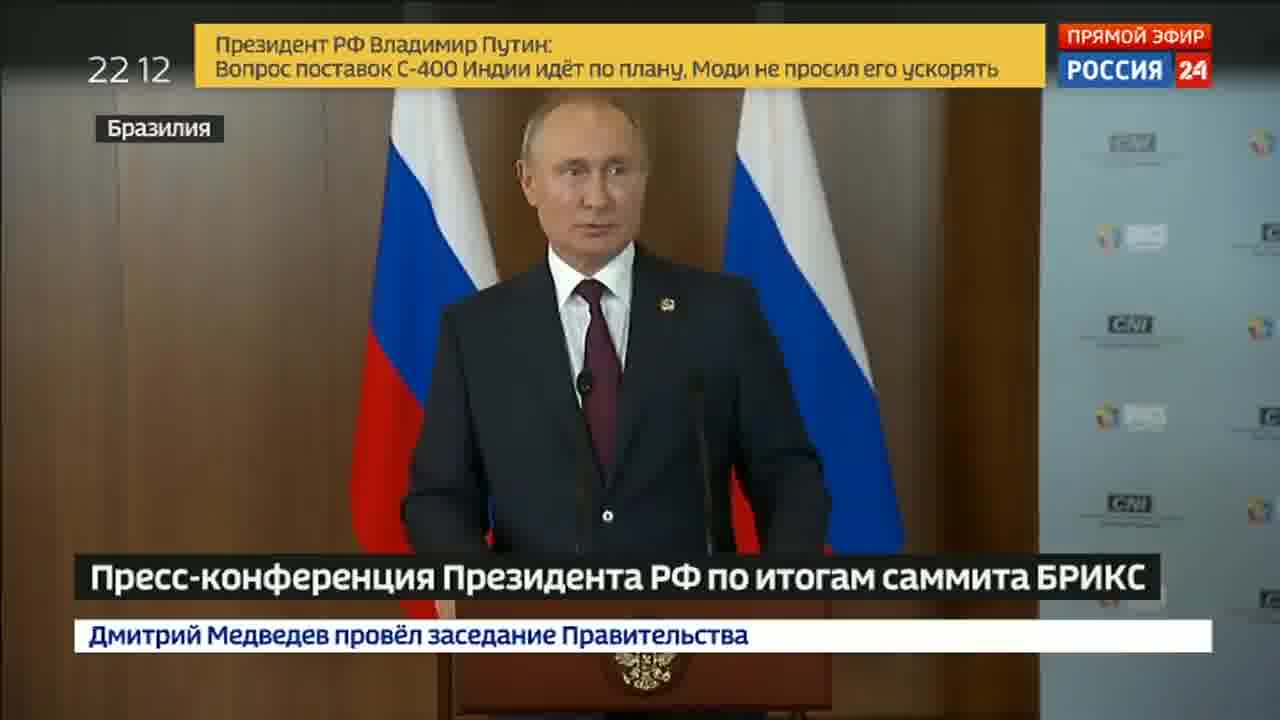 22 12
Президент РФ Владимир Путин:
Вопрос поставок С-400 Индии идёт по плану, Моди не просил его ускорять
ПРЯМОЙ ЭФИР
РОССИЯ 24
Бразилия
CNI
CNI
CNI
Пресс-конференция Президента РФ по итогам саммита БРИКС
Дмитрий Медведев провёл заседание Правительства